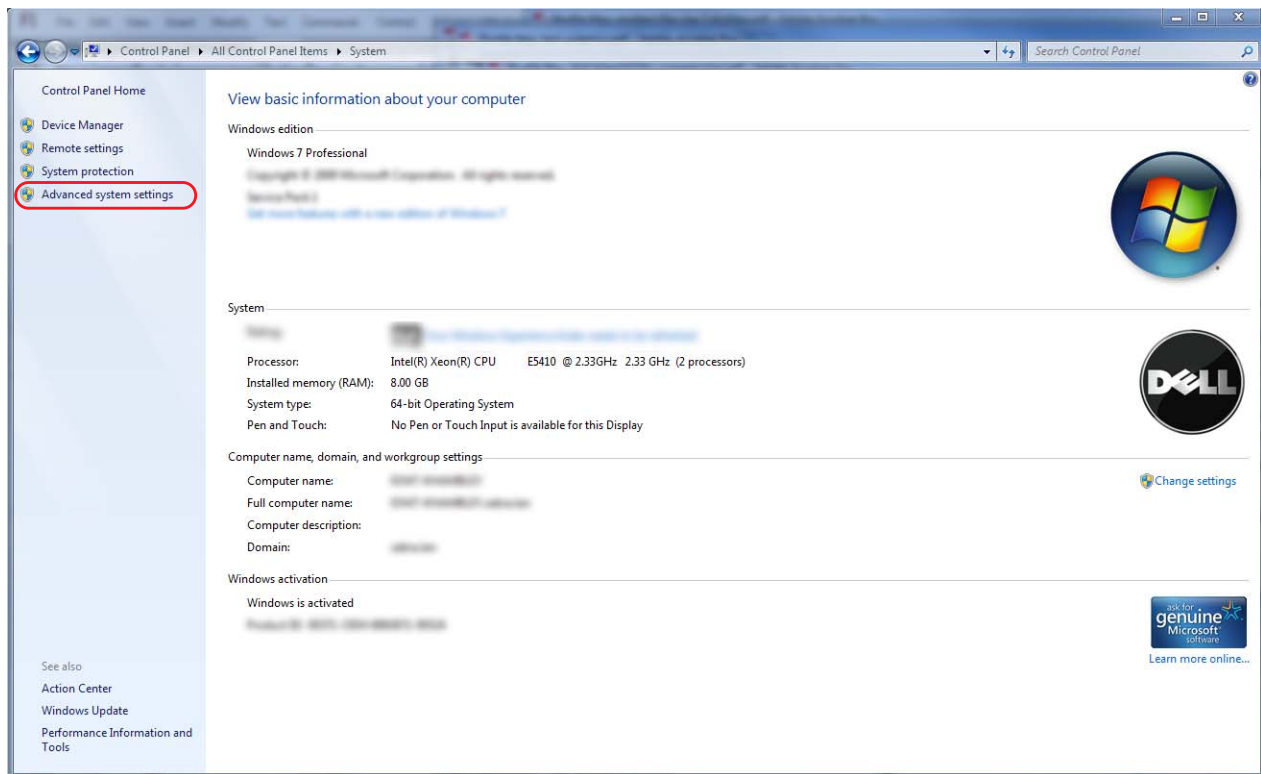 Control Panel ▸ All Control Panel Items ▸ System
Search Control Panel
Control Panel Home
Device Manager
Remote settings
System protection
Advanced system settings
See also
Action Center
Windows Update
Performance Information and
Tools
View basic information about your computer
Windows edition
Windows 7 Professional
System
Processor: Intel(R) Xeon(R) CPU E5410 @ 2.33GHz 2.33 GHz (2 processors)
Installed memory (RAM): 8.00 GB
System type: 64-bit Operating System
Pen and Touch: No Pen or Touch Input is available for this Display
DELL
Computer name, domain, and workgroup settings
Computer name:
Change settings
Full computer name:
Computer description:
Domain:
Windows activation
Windows is activated
ask for
genuine
Microsoft
software
Learn more online...